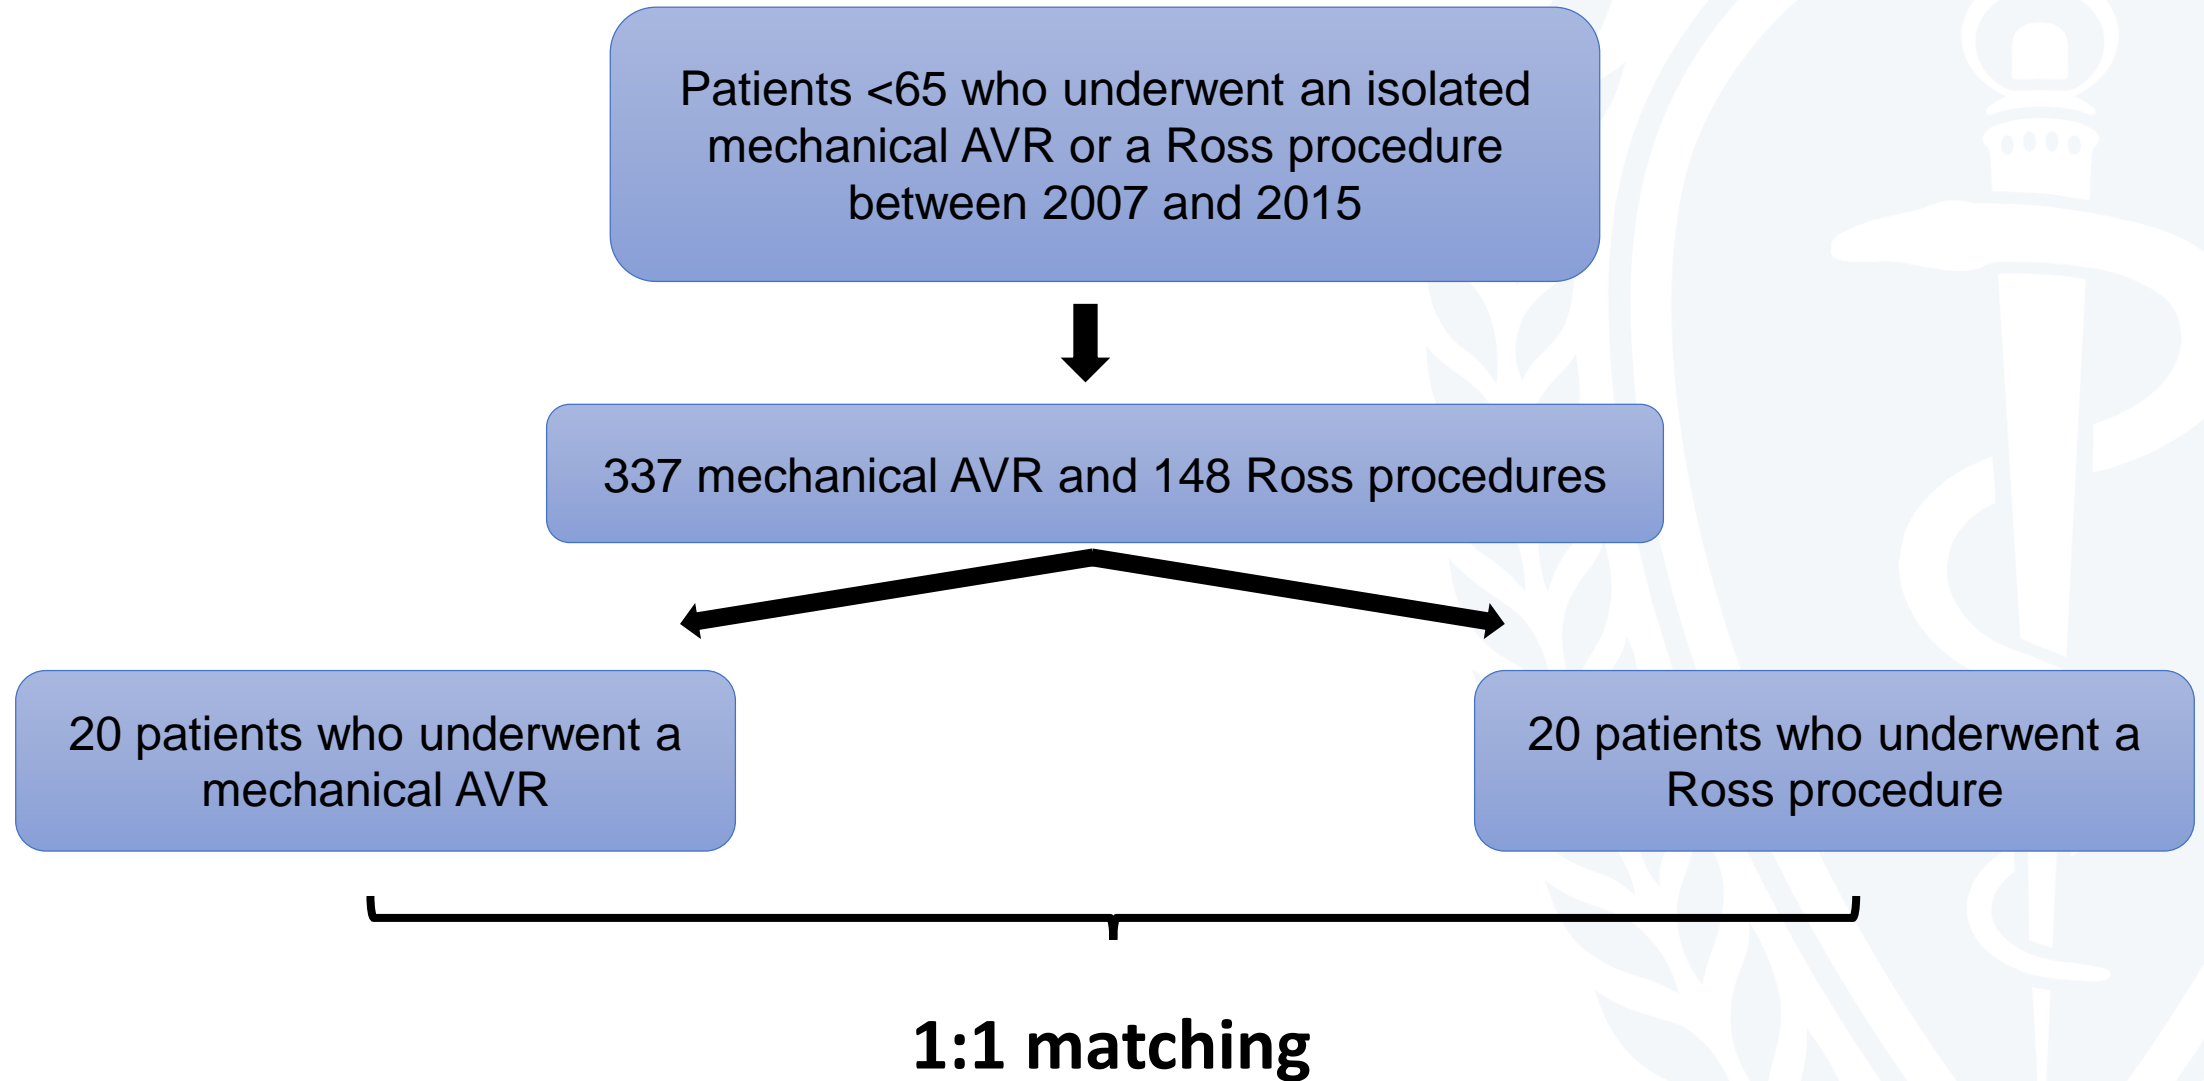 Patients <65 who underwent an isolated
mechanical AVR or a Ross procedure
between 2007 and 2015
337 mechanical AVR and 148 Ross procedures
20 patients who underwent a
mechanical AVR
20 patients who underwent a
Ross procedure
1:1 matching